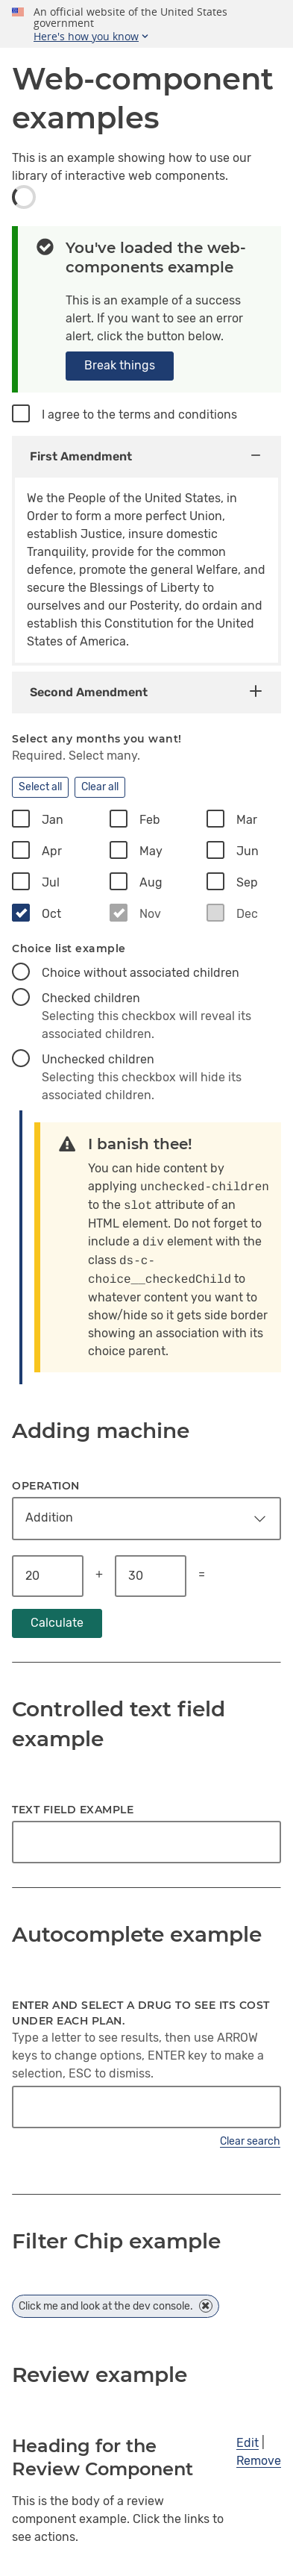 An official website of the United States
government
Here's how you know
Web-component
examples
This is an example showing how to use our
library of interactive web components.
You've loaded the web-
components example
This is an example of a success
alert. If you want to see an error
alert, click the button below.
Break things
I agree to the terms and conditions
First Amendment
We the People of the United States, in
Order to form a more perfect Union,
establish Justice, insure domestic
Tranquility, provide for the common
defence, promote the general Welfare, and
secure the Blessings of Liberty to
ourselves and our Posterity, do ordain and
establish this Constitution for the United
States of America.
Second Amendment
Select any months you want!
Required. Select many.
Select all Clear all
Jan Feb Mar
Apr May Jun
Jul Aug Sep
Oct Nov Dec
Choice list example
Choice without associated children
Checked children
Selecting this checkbox will reveal its
associated children.
Unchecked children
Selecting this checkbox will hide its
associated children.
I banish thee!
You can hide content by
applying unchecked-children
to the slot attribute of an
HTML element. Do not forget to
include a div element with the
class ds-c-
choice__checkedChild to
whatever content you want to
show/hide so it gets side border
showing an association with its
choice parent.
Adding machine
OPERATION
Addition
20 + 30 =
Calculate
Controlled text field
example
TEXT FIELD EXAMPLE
Autocomplete example
ENTER AND SELECT A DRUG TO SEE ITS COST
UNDER EACH PLAN.
Type a letter to see results, then use ARROW
keys to change options, ENTER key to make a
selection, ESC to dismiss.
Clear search
Filter Chip example
Click me and look at the dev console.
Review example
Heading for the
Review Component
Edit |
Remove
This is the body of a review
component example. Click the links to
see actions.